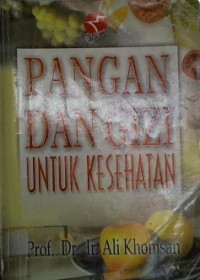 PANGAN
DAN GIZI
UNTUK KESEHATAN
Prof. Dr. Ir. Ali Khomsan